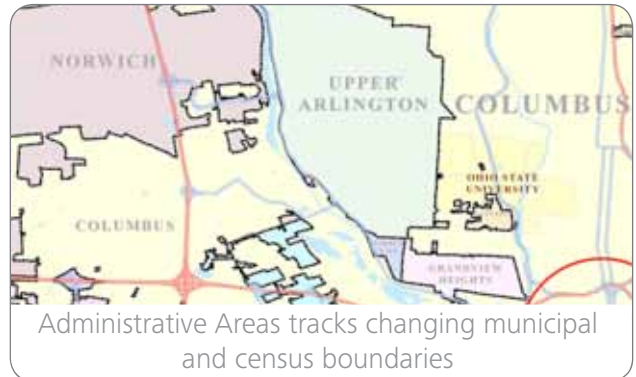 NORWICH
UPPER
ARLINGTON
COLUMBUS
OHIO STATE
UNIVERSITY
COLUMBUS
GRANDVIEW
HEIGHTS
Administrative Areas tracks changing municipal
and census boundaries